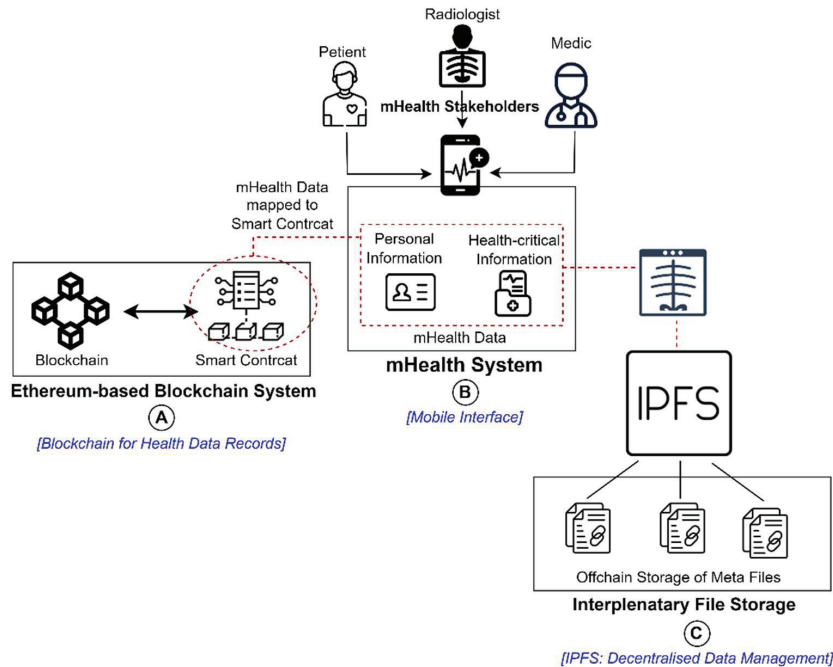 Radiologist
Petient
Medic
mHealth Stakeholders
mHealth Data
mapped to
Smart Contrcat
Personal
Information
Health-critical
Information
mHealth Data
Blockchain
Smart Contrcat
Ethereum-based Blockchain System
A
[Blockchain for Health Data Records]
mHealth System
B
[Mobile Interface]
IPFS
Offchain Storage of Meta Files
Interplenatary File Storage
C
[IPFS: Decentralised Data Management]